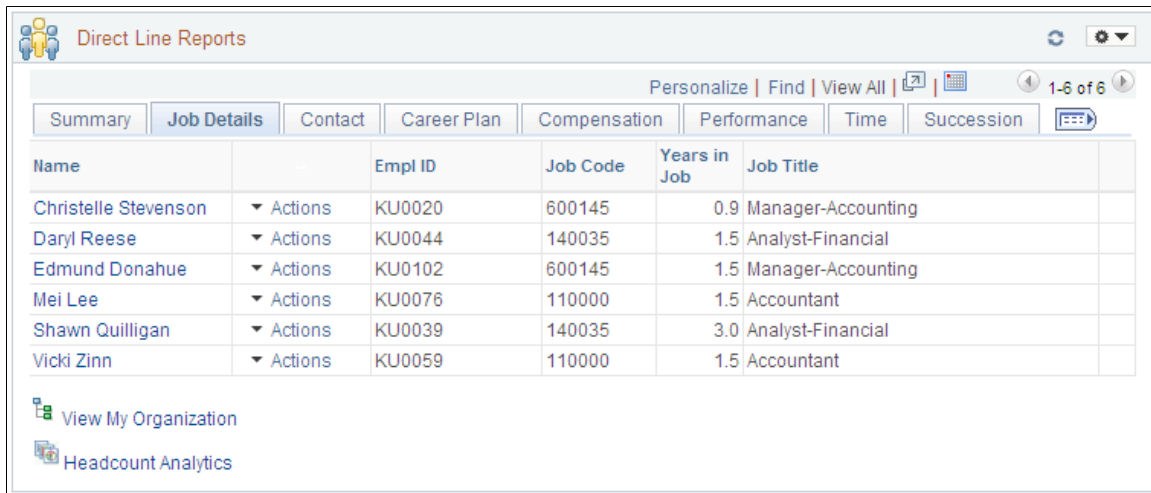 Direct Line Reports
Personalize | Find | View All | | 1-6 of 6
Summary Job Details Contact Career Plan Compensation Performance Time Succession
Name Empl ID Job Code Years in Job Job Title
Christelle Stevenson Actions KU0020 600145 0.9 Manager-Accounting
Daryl Reese Actions KU0044 140035 1.5 Analyst-Financial
Edmund Donahue Actions KU0102 600145 1.5 Manager-Accounting
Mei Lee Actions KU0076 110000 1.5 Accountant
Shawn Quilligan Actions KU0039 140035 3.0 Analyst-Financial
Vicki Zinn Actions KU0059 110000 1.5 Accountant
View My Organization
Headcount Analytics